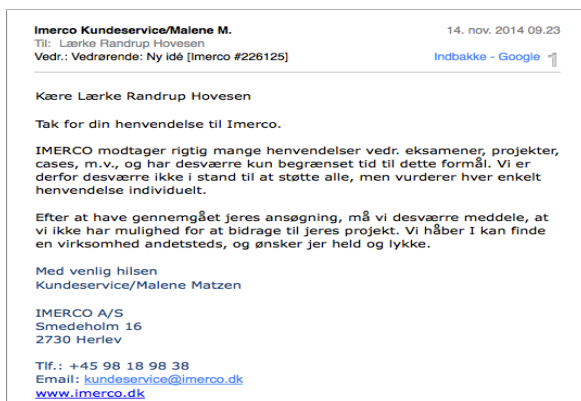 Imerco Kundeservice/Malene M.
14. nov. 2014 09.23
Til: Lærke Randrup Hovesen
Vedr.: Vedrørende: Ny idé [Imerco #226125]
Indbakke - Google 1
Kære Lærke Randrup Hovesen
Tak for din henvendelse til Imerco.
IMERCO modtager rigtig mange henvendelser vedr. eksamener, projekter,
cases, m.v., og har desværre kun begrænset tid til dette formål. Vi er
derfor desværre ikke i stand til at støtte alle, men vurderer hver enkelt
henvendelse individuelt.
Efter at have gennemgået jeres ansøgning, må vi desværre meddele, at
vi ikke har mulighed for at bidrage til jeres projekt. Vi håber I kan finde
en virksomhed andetsteds, og ønsker jer held og lykke.
Med venlig hilsen
Kundeservice/Malene Matzen
IMERCO A/S
Smedeholm 16
2730 Herlev
Tlf.: +45 98 18 98 38
Email: kundeservice@imerco.dk
www.imerco.dk